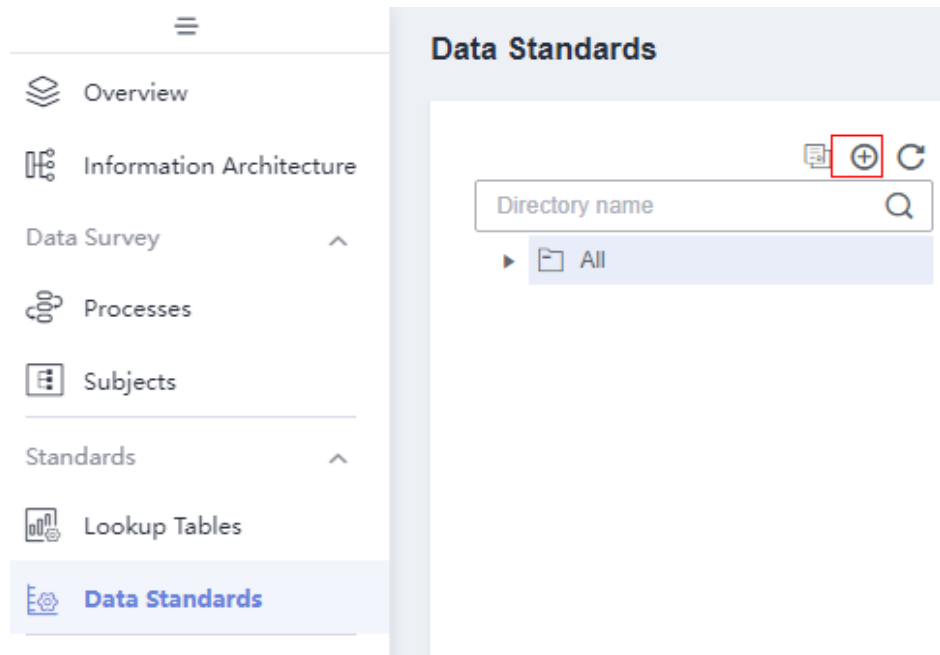 Overview
Information Architecture
Data Survey
Processes
Subjects
Standards
Lookup Tables
Data Standards
Data Standards
Directory name
All